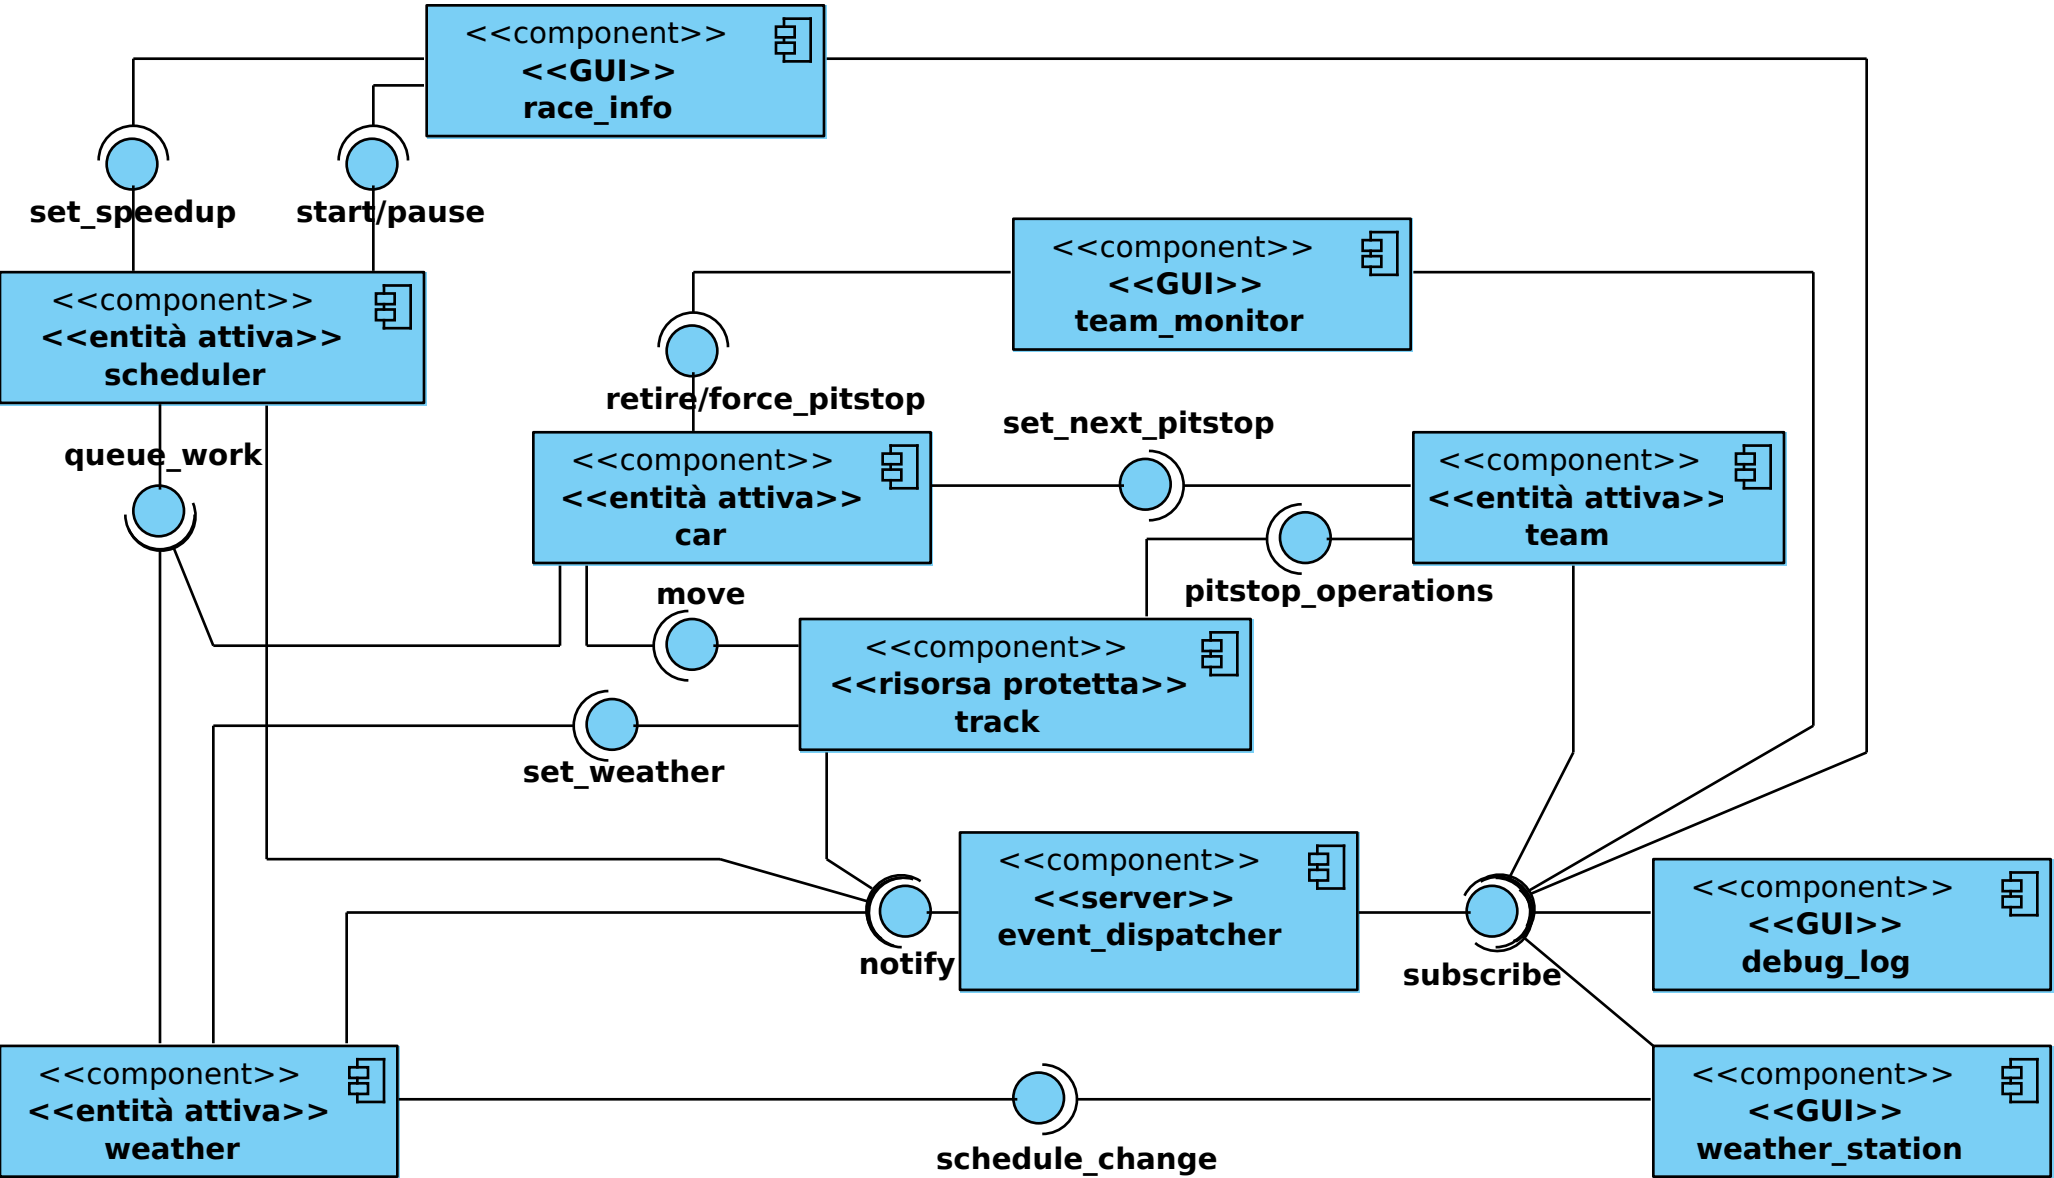 <<component>>
<<GUI>>
race_info
set_speedup
start/pause
<<component>>
<<GUI>>
team_monitor
<<component>>
<<entità attiva>>
scheduler
retire/force_pitstop
set_next_pitstop
queue_work
<<component>>
<<entità attiva>>
car
<<component>>
<<entità attiva>>
team
move
pitstop_operations
<<component>>
<<risorsa protetta>>
track
set_weather
<<component>>
<<server>>
event_dispatcher
notify
subscribe
<<component>>
<<GUI>>
debug_log
<<component>>
<<entità attiva>>
weather
schedule_change
<<component>>
<<GUI>>
weather_station